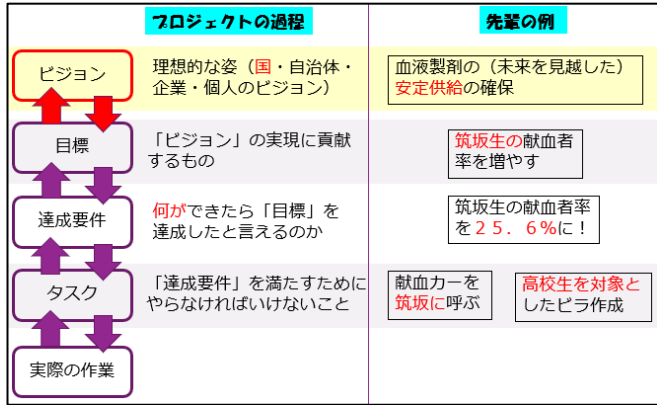 プロジェクトの過程
先輩の例
ビジョン
理想的な姿（国・自治体・
企業・個人のビジョン）
血液製剤の（未来を見越した）
安定供給の確保
目標
「ビジョン」の実現に貢献
するもの
筑坂生の献血者
率を増やす
達成要件
何ができたら「目標」を
達成したと言えるのか
筑坂生の献血者率
を２５．６％に！
タスク
「達成要件」を満たすために
やらなければいけないこと
献血カーを
筑坂に呼ぶ
高校生を対象と
したビラ作成
実際の作業